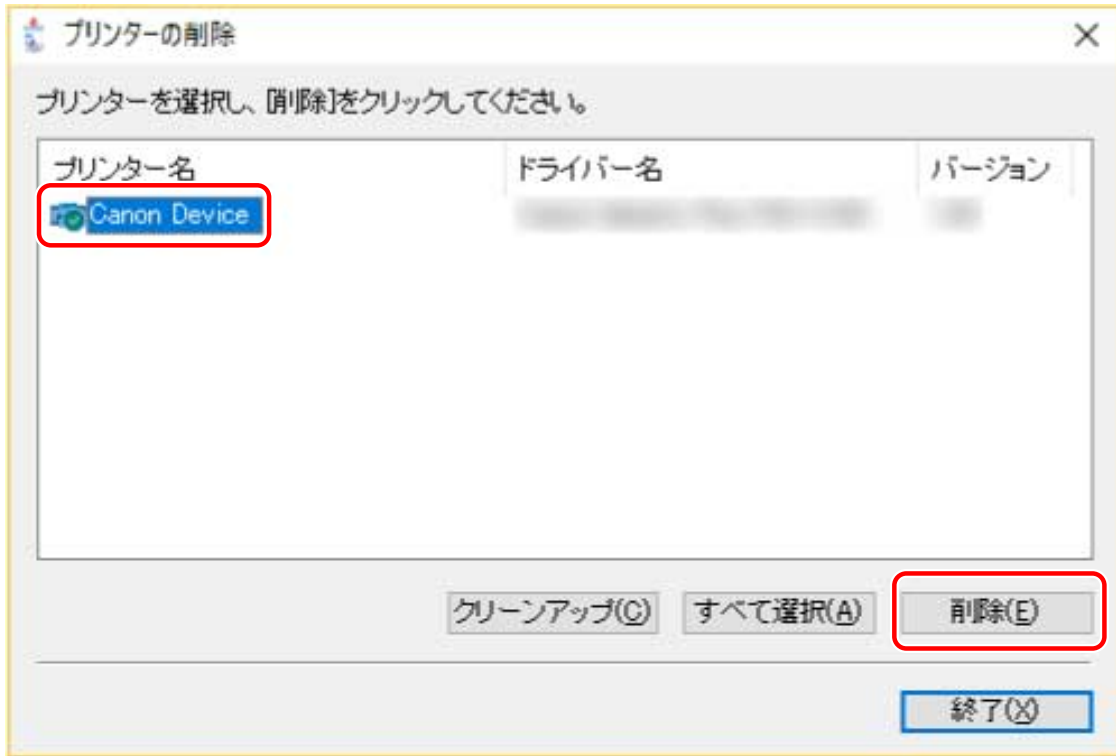 プリンターの削除
プリンターを選択し、[削除]をクリックしてください。
プリンター名 ドライバー名 バージョン
Canon Device
クリーンアップ(C) すべて選択(A) 削除(E)
終了(X)